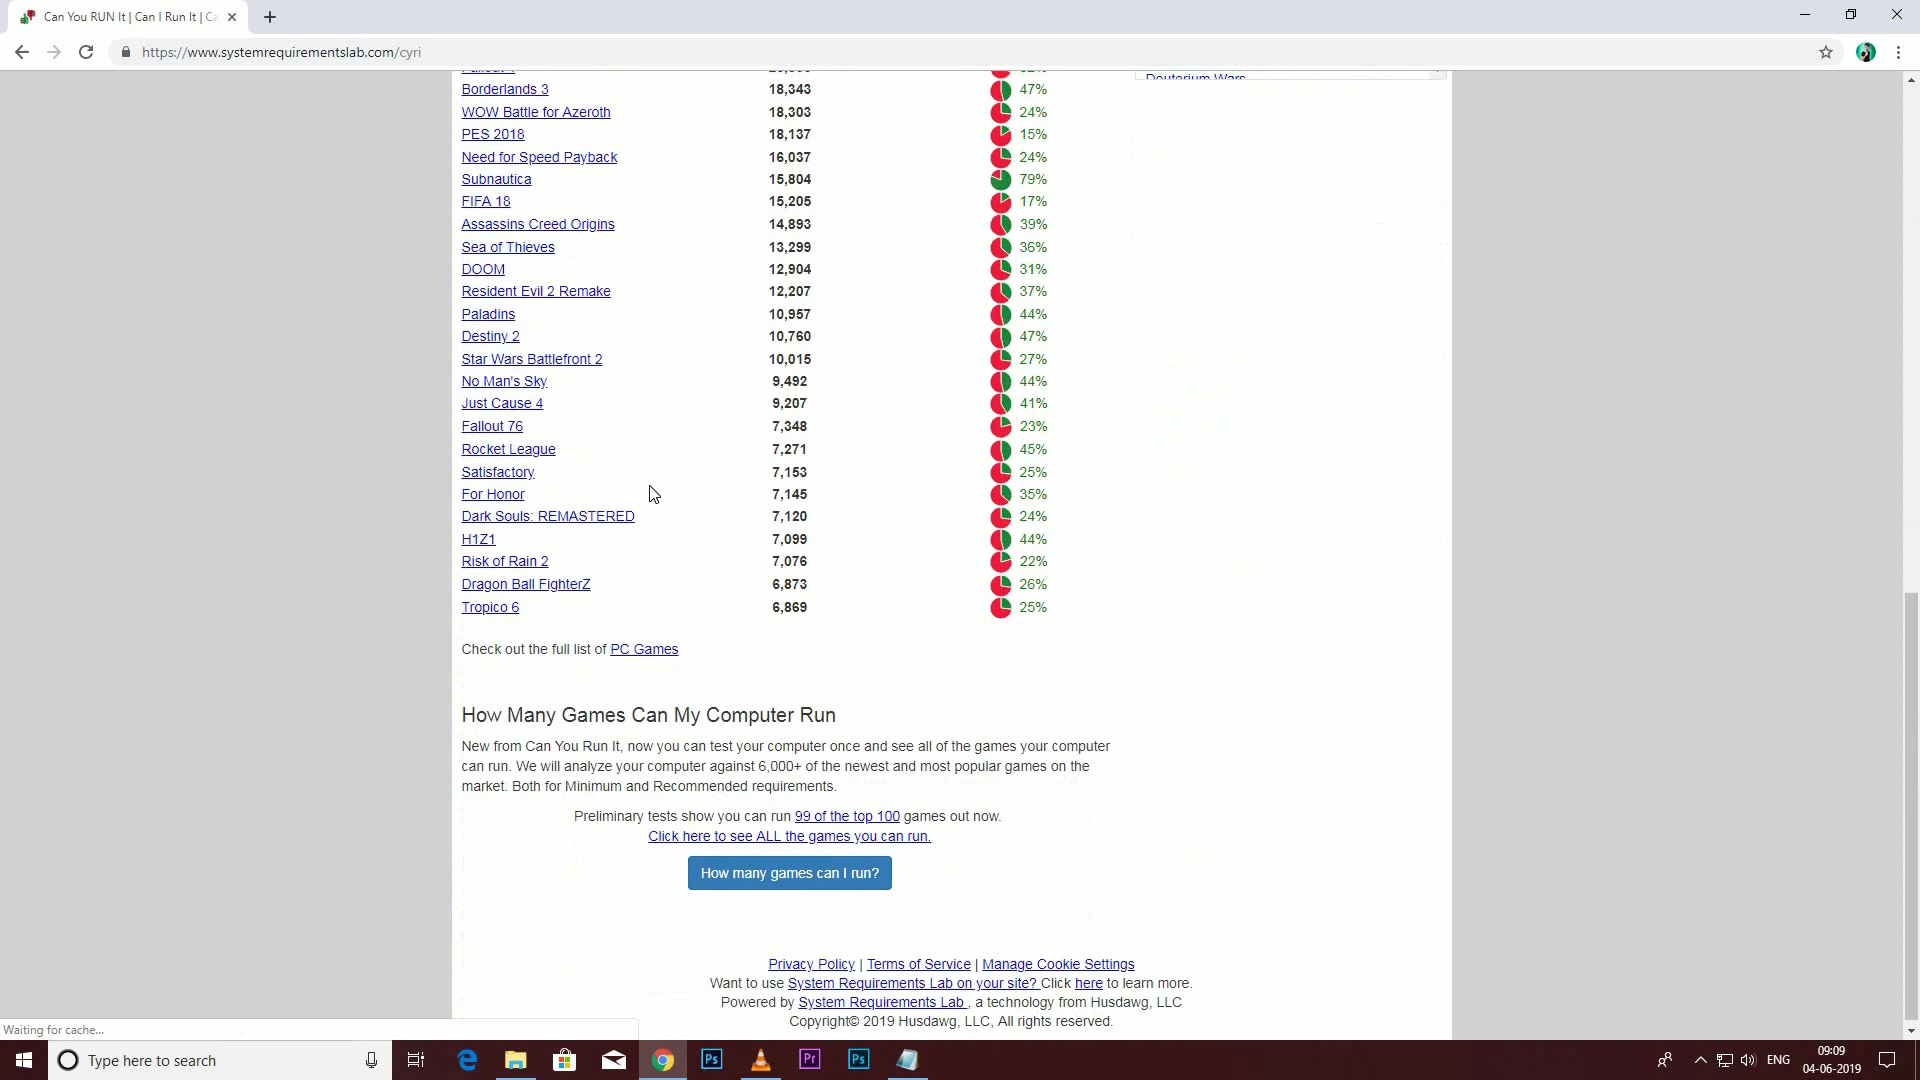 Can You RUN It | Can I Run It | Ca
https://www.systemrequirementslab.com/cyri
Deuterium Wars
Borderlands 3 18,343 47%
WOW Battle for Azeroth 18,303 24%
PES 2018 18,137 15%
Need for Speed Payback 16,037 24%
Subnautica 15,804 79%
FIFA 18 15,205 17%
Assassins Creed Origins 14,893 39%
Sea of Thieves 13,299 36%
DOOM 12,904 31%
Resident Evil 2 Remake 12,207 37%
Paladins 10,957 44%
Destiny 2 10,760 47%
Star Wars Battlefront 2 10,015 27%
No Man's Sky 9,492 44%
Just Cause 4 9,207 41%
Fallout 76 7,348 23%
Rocket League 7,271 45%
Satisfactory 7,153 25%
For Honor 7,145 35%
Dark Souls: REMASTERED 7,120 24%
H1Z1 7,099 44%
Risk of Rain 2 7,076 22%
Dragon Ball FighterZ 6,873 26%
Tropico 6 6,869 25%
Check out the full list of PC Games
How Many Games Can My Computer Run
New from Can You Run It, now you can test your computer once and see all of the games your computer
can run. We will analyze your computer against 6,000+ of the newest and most popular games on the
market. Both for Minimum and Recommended requirements.
Preliminary tests show you can run 99 of the top 100 games out now.
Click here to see ALL the games you can run.
How many games can I run?
Privacy Policy | Terms of Service | Manage Cookie Settings
Want to use System Requirements Lab on your site? Click here to learn more.
Powered by System Requirements Lab , a technology from Husdawg, LLC
Copyright© 2019 Husdawg, LLC, All rights reserved.
Waiting for cache...
Type here to search
Ps
Pr
Ps
ENG
09:09
04-06-2019